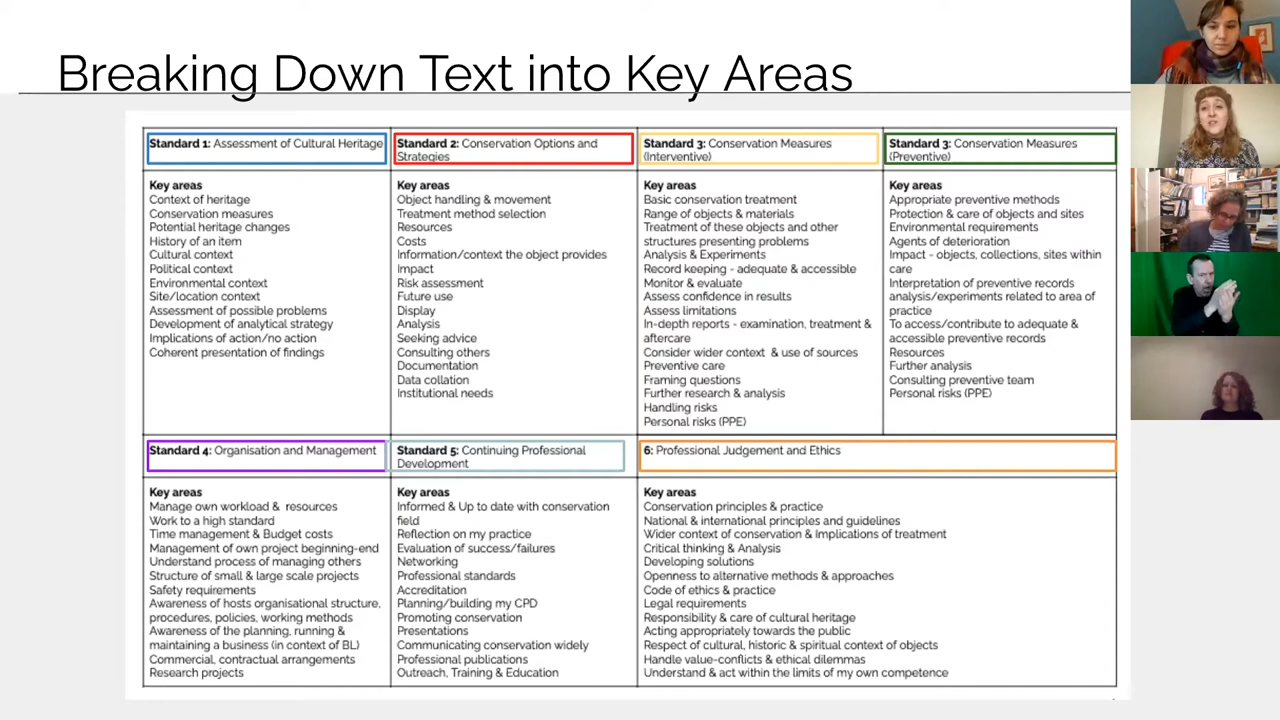 Breaking Down Text into Key Areas
Standard 1: Assessment of Cultural Heritage
Key areas
Context of heritage
Conservation measures
Potential heritage changes
History of an item
Cultural context
Political context
Environmental context
Site/location context
Assessment of possible problems
Development of analytical strategy
Implications of action/no action
Coherent presentation of findings
Standard 2: Conservation Options and
Strategies
Key areas
Object handling & movement
Treatment method selection
Resources
Costs
Information/context the object provides
Impact
Risk assessment
Future use
Display
Analysis
Seeking advice
Consulting others
Documentation
Data collation
Institutional needs
Standard 3: Conservation Measures
(Interventive)
Key areas
Basic conservation treatment
Range of objects & materials
Treatment of these objects and other
structures presenting problems
Analysis & Experiments
Record keeping - adequate & accessible
Monitor & evaluate
Assess confidence in results
Assess limitations
In-depth reports - examination, treatment &
aftercare
Consider wider context & use of sources
Preventive care
Framing questions
Further research & analysis
Handling risks
Personal risks (PPE)
Standard 3: Conservation Measures
(Preventive)
Key areas
Appropriate preventive methods
Protection & care of objects and sites
Environmental requirements
Agents of deterioration
Impact - objects, collections, sites within
care
Interpretation of preventive records
analysis/experiments related to area of
practice
To access/contribute to adequate &
accessible preventive records
Resources
Further analysis
Consulting preventive team
Personal risks (PPE)
Standard 4: Organisation and Management
Key areas
Manage own workload & resources
Work to a high standard
Time management & Budget costs
Management of own project beginning-end
Understand process of managing others
Structure of small & large scale projects
Safety requirements
Awareness of hosts organisational structure,
procedures, policies, working methods
Awareness of the planning, running &
maintaining a business (in context of BL)
Commercial, contractual arrangements
Research projects
Standard 5: Continuing Professional
Development
Key areas
Informed & Up to date with conservation
field
Reflection on my practice
Evaluation of success/failures
Networking
Professional standards
Accreditation
Planning/building my CPD
Promoting conservation
Presentations
Communicating conservation widely
Professional publications
Outreach, Training & Education
6: Professional Judgement and Ethics
Key areas
Conservation principles & practice
National & international principles and guidelines
Wider context of conservation & Implications of treatment
Critical thinking & Analysis
Developing solutions
Openness to alternative methods & approaches
Code of ethics & practice
Legal requirements
Responsibility & care of cultural heritage
Acting appropriately towards the public
Respect of cultural, historic & spiritual context of objects
Handle value-conflicts & ethical dilemmas
Understand & act within the limits of my own competence